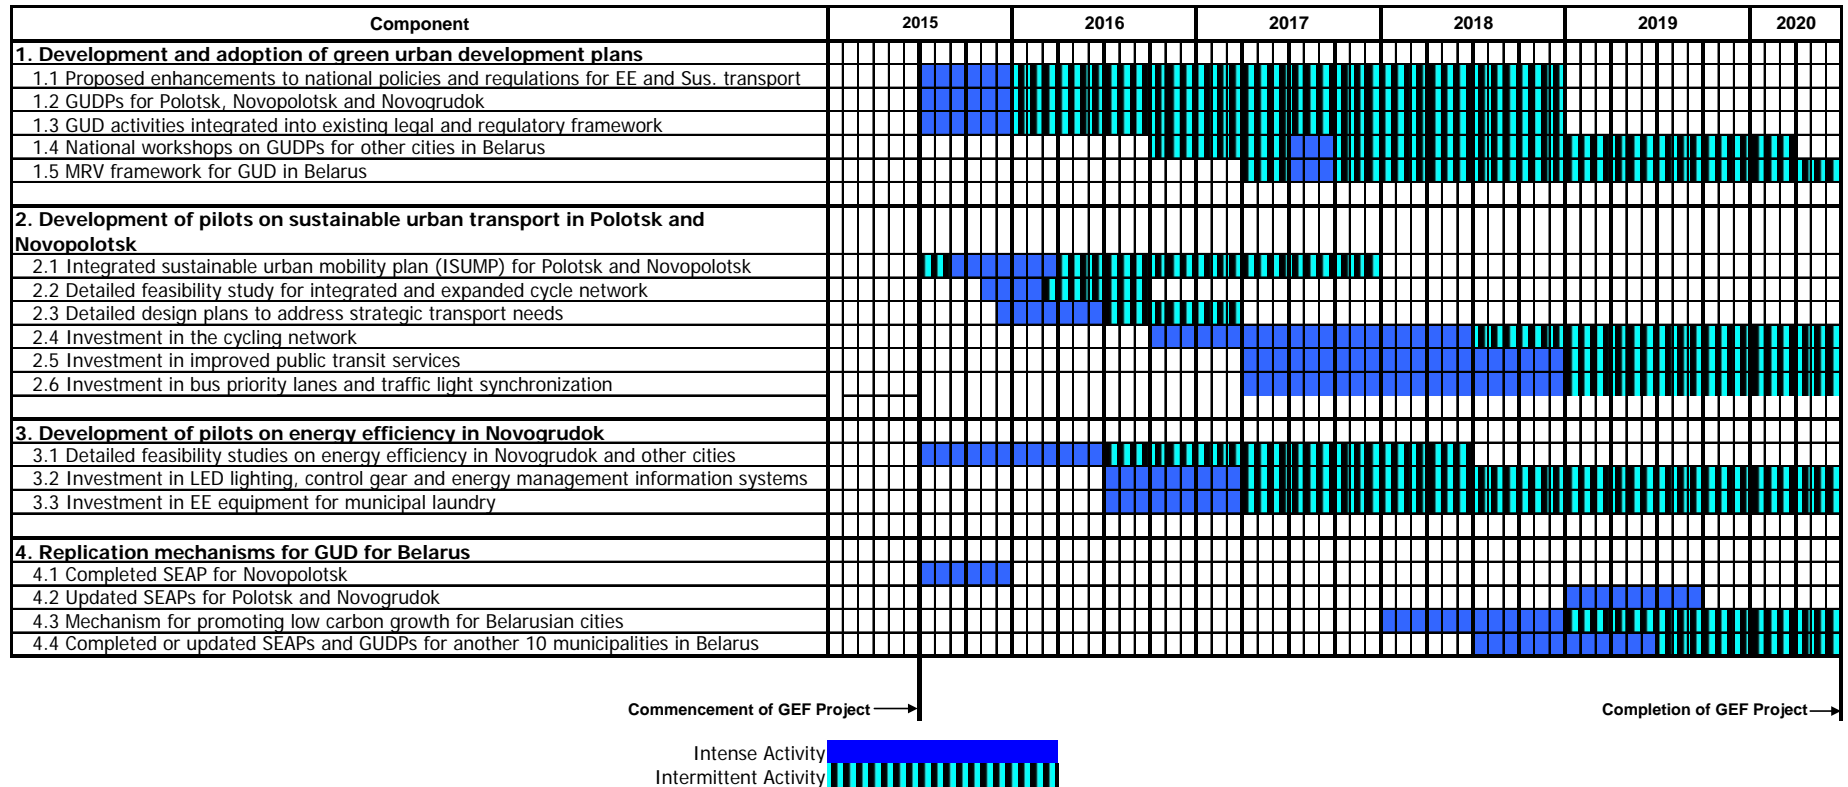 Component 2015 2016 2017 2018 2019 2020
1. Development and adoption of green urban development plans
1.1 Proposed enhancements to national policies and regulations for EE and Sus. transport
1.2 GUDPs for Polotsk, Novopolotsk and Novogrudok
1.3 GUD activities integrated into existing legal and regulatory framework
1.4 National workshops on GUDPs for other cities in Belarus
1.5 MRV framework for GUD in Belarus
2. Development of pilots on sustainable urban transport in Polotsk and
Novopolotsk
2.1 Integrated sustainable urban mobility plan (ISUMP) for Polotsk and Novopolotsk
2.2 Detailed feasibility study for integrated and expanded cycle network
2.3 Detailed design plans to address strategic transport needs
2.4 Investment in the cycling network
2.5 Investment in improved public transit services
2.6 Investment in bus priority lanes and traffic light synchronization
3. Development of pilots on energy efficiency in Novogrudok
3.1 Detailed feasibility studies on energy efficiency in Novogrudok and other cities
3.2 Investment in LED lighting, control gear and energy management information systems
3.3 Investment in EE equipment for municipal laundry
4. Replication mechanisms for GUD for Belarus
4.1 Completed SEAP for Novopolotsk
4.2 Updated SEAPs for Polotsk and Novogrudok
4.3 Mechanism for promoting low carbon growth for Belarusian cities
4.4 Completed or updated SEAPs and GUDPs for another 10 municipalities in Belarus
Commencement of GEF Project
Completion of GEF Project
Intense Activity
Intermittent Activity